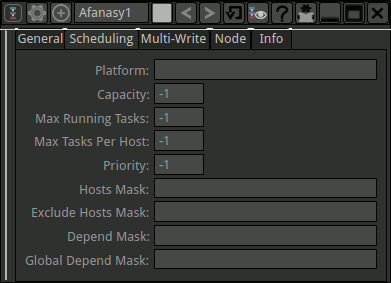 Afanasy1
General Scheduling Multi-Write Node Info
Platform:
Capacity: -1
Max Running Tasks: -1
Max Tasks Per Host: -1
Priority: -1
Hosts Mask:
Exclude Hosts Mask:
Depend Mask:
Global Depend Mask: